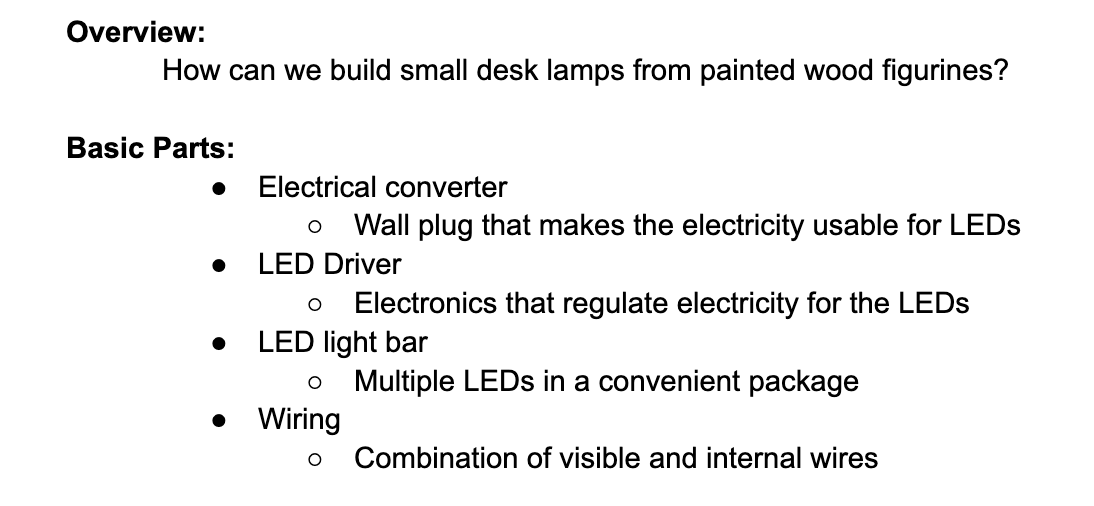 Overview:
How can we build small desk lamps from painted wood figurines?
Basic Parts:
● Electrical converter
○ Wall plug that makes the electricity usable for LEDs
● LED Driver
○ Electronics that regulate electricity for the LEDs
● LED light bar
○ Multiple LEDs in a convenient package
● Wiring
○ Combination of visible and internal wires